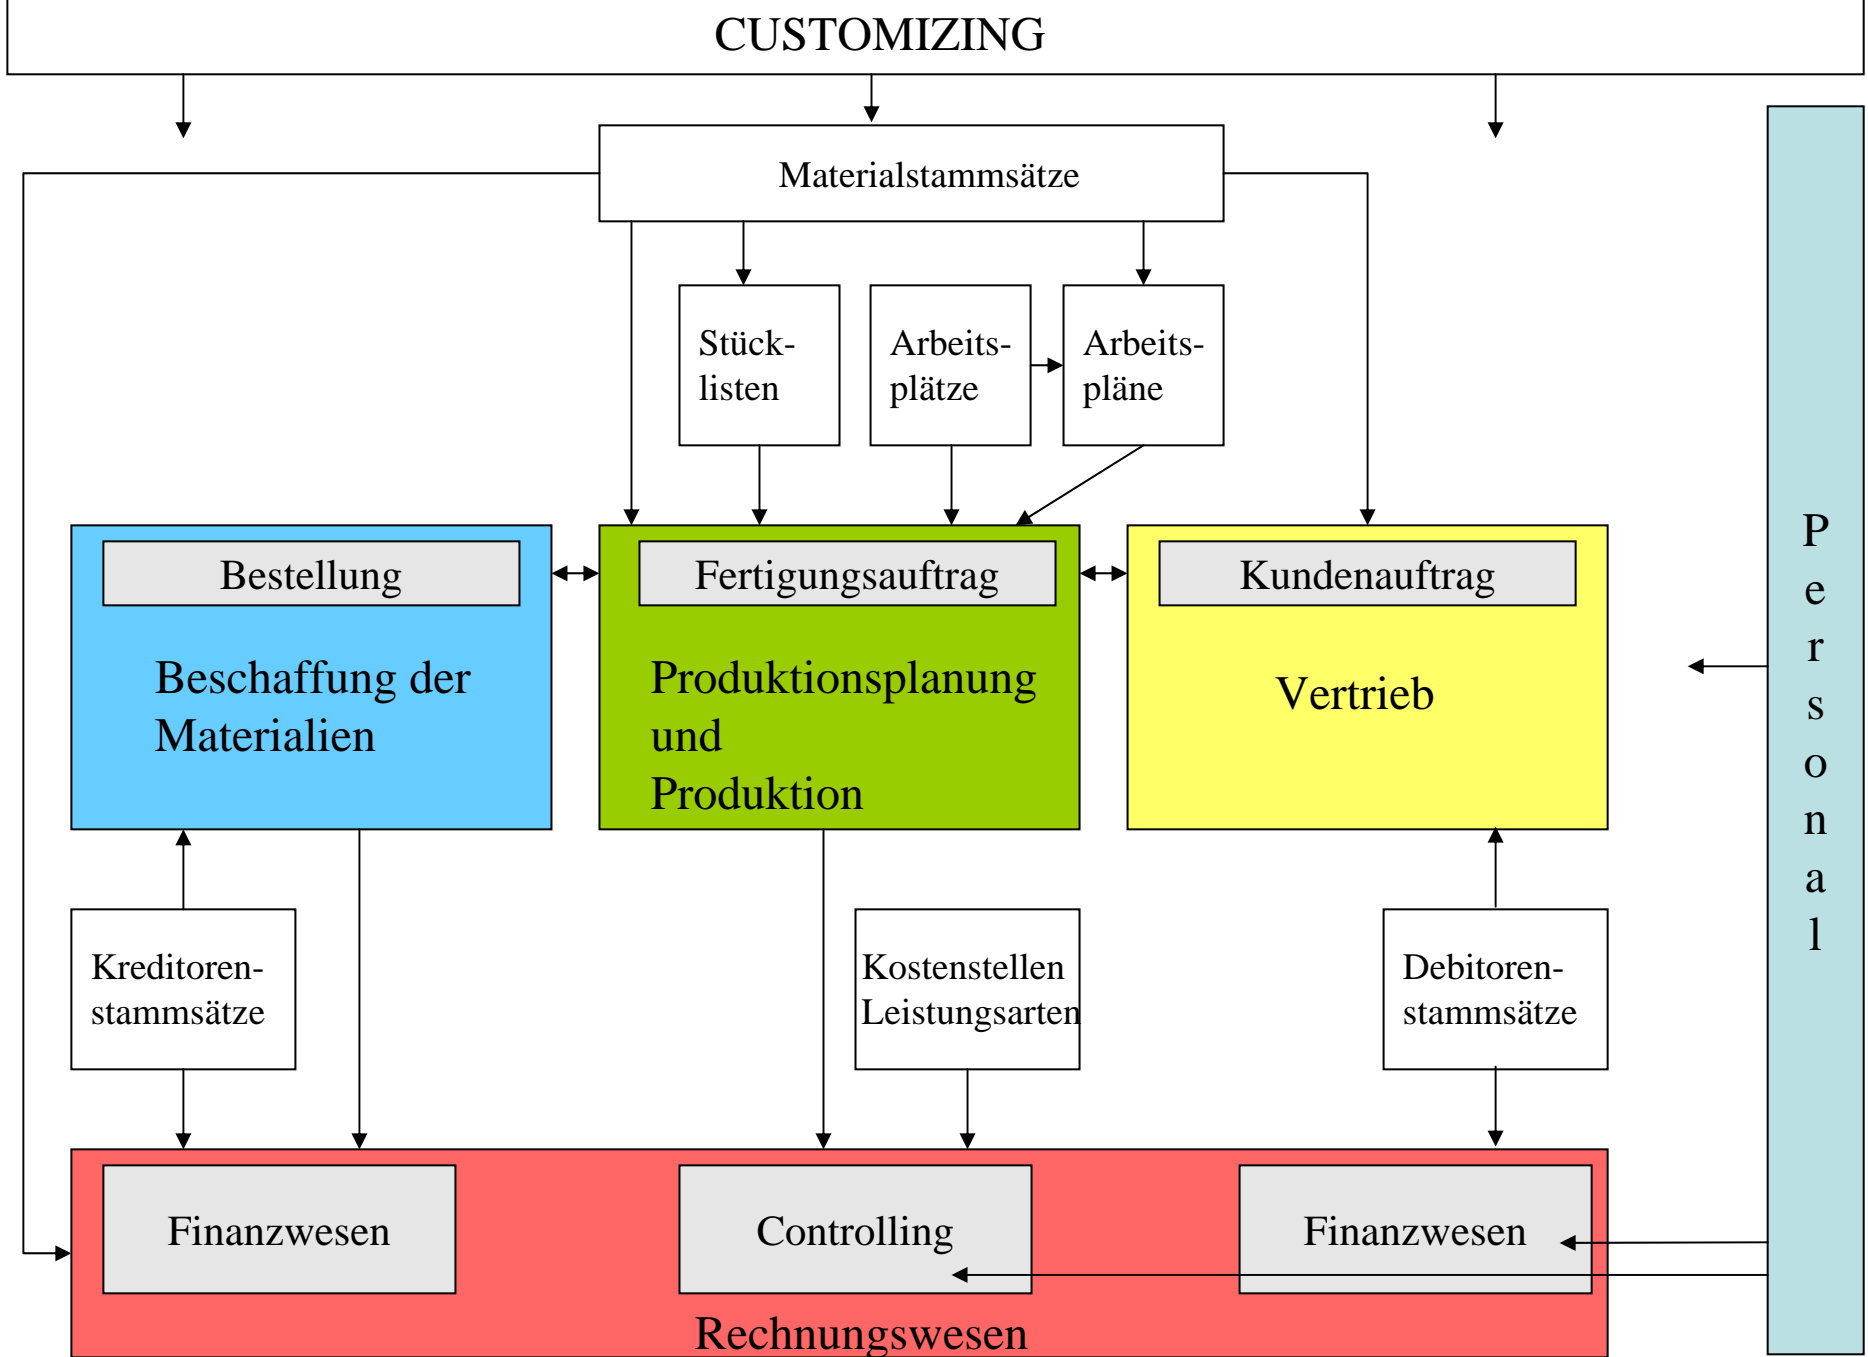 CUSTOMIZING
Materialstammsätze
Stück-
listen
Arbeits-
plätze
Arbeits-
pläne
Bestellung
Beschaffung der
Materialien
Fertigungsauftrag
Produktionsplanung
und
Produktion
Kundenauftrag
Vertrieb
P
e
r
s
o
n
a
l
Kreditoren-
stammsätze
Kostenstellen
Leistungsarten
Debitoren-
stammsätze
Finanzwesen
Controlling
Finanzwesen
Rechnungswesen